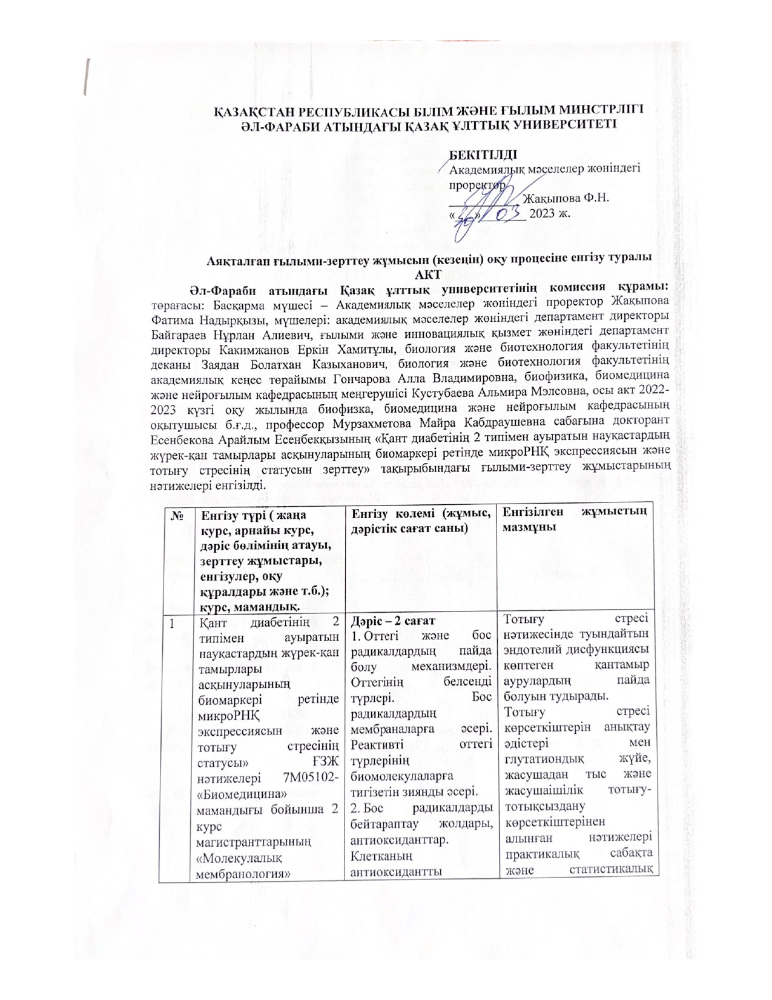 ҚАЗАҚСТАН РЕСПУБЛИКАСЫ БІЛІМ ЖӘНЕ ҒЫЛЫМ МИНСТРЛІГІ
ӘЛ-ФАРАБИ АТЫНДАҒЫ ҚАЗАҚ ҰЛТТЫҚ УНИВЕРСИТЕТІ
БЕКІТІЛДІ
Академиялық мәселелер жөніндегі
проректор
___________ Жақыпова Ф.Н.
«30» 03 2023 ж.
Аяқталған ғылыми-зерттеу жұмысын (кезеңін) оқу процесіне енгізу туралы
АКТ
Әл-Фараби атындағы Қазақ ұлттық университетінің комиссия құрамы:
төрағасы: Басқарма мүшесі – Академиялық мәселелер жөніндегі проректор Жақыпова
Фатима Надырқызы, мүшелері: академиялық мәселелер жөніндегі департамент директоры
Байгараев Нұрлан Алиевич, ғылыми және инновациялық қызмет жөніндегі департамент
директоры Какимжанов Еркін Хамитұлы, биология және биотехнология факультетінің
деканы Заядан Болатхан Казыханович, биология және биотехнология факультетінің
академиялық кеңес төрайымы Гончарова Алла Владимировна, биофизика, биомедицина
және нейроғылым кафедрасының меңгерушісі Кустубаева Альмира Мэлсовна, осы акт 2022-
2023 күзгі оқу жылында биофизка, биомедицина және нейроғылым кафедрасының
оқытушысы б.ғ.д., профессор Мурзахметова Майра Кабдраушевна сабағына докторант
Есенбекова Арайлым Есенбекқызының «Қант диабетінің 2 типімен ауыратын науқастардың
жүрек-қан тамырлары асқынуларының биомаркері ретінде микроРНҚ экспрессиясын және
тотығу стресінің статусын зерттеу» тақырыбындағы ғылыми-зерттеу жұмыстарының
нәтижелері енгізілді.
№
Енгізу түрі ( жаңа
курс, арнайы курс,
дәріс бөлімінің атауы,
зерттеу жұмыстары,
енгізулер, оқу
құралдары және т.б.);
курс, мамандық.
Енгізу көлемі (жұмыс,
дәрістік сағат саны)
Енгізілген жұмыстың
мазмұны
1
Қант диабетінің 2
типімен ауыратын
науқастардың жүрек-қан
тамырлары
асқынуларының
биомаркері ретінде
микроРНҚ
экспрессиясын және
тотығу стресінің
статусы» ҒЗЖ
нәтижелері 7М05102-
«Биомедицина»
мамандығы бойынша 2
курс
магистранттарының
«Молекулалық
мембранология»
Дәріс – 2 сағат
1. Оттегі және бос
радикалдардың пайда
болу механизмдері.
Оттегінің белсенді
түрлері. Бос
радикалдардың
мембраналарға әсері.
Реактивті оттегі
түрлерінің
биомолекулаларға
тигізетін зиянды әсері.
2. Бос радикалдарды
бейтараптау жолдары,
антиоксиданттар.
Клетканың
антиоксидантты
Тотығу стресі
нәтижесінде туындайтын
эндотелий дисфункциясы
көптеген қантамыр
аурулардың пайда
болуын тудырады.
Тотығу стресі
көрсеткіштерін анықтау
әдістері мен
глутатиондық жүйе,
жасушадан тыс және
жасушаішілік тотығу-
тотықсыздану
көрсеткіштерінен
алынған нәтижелері
практикалық сабақта
және статистикалық